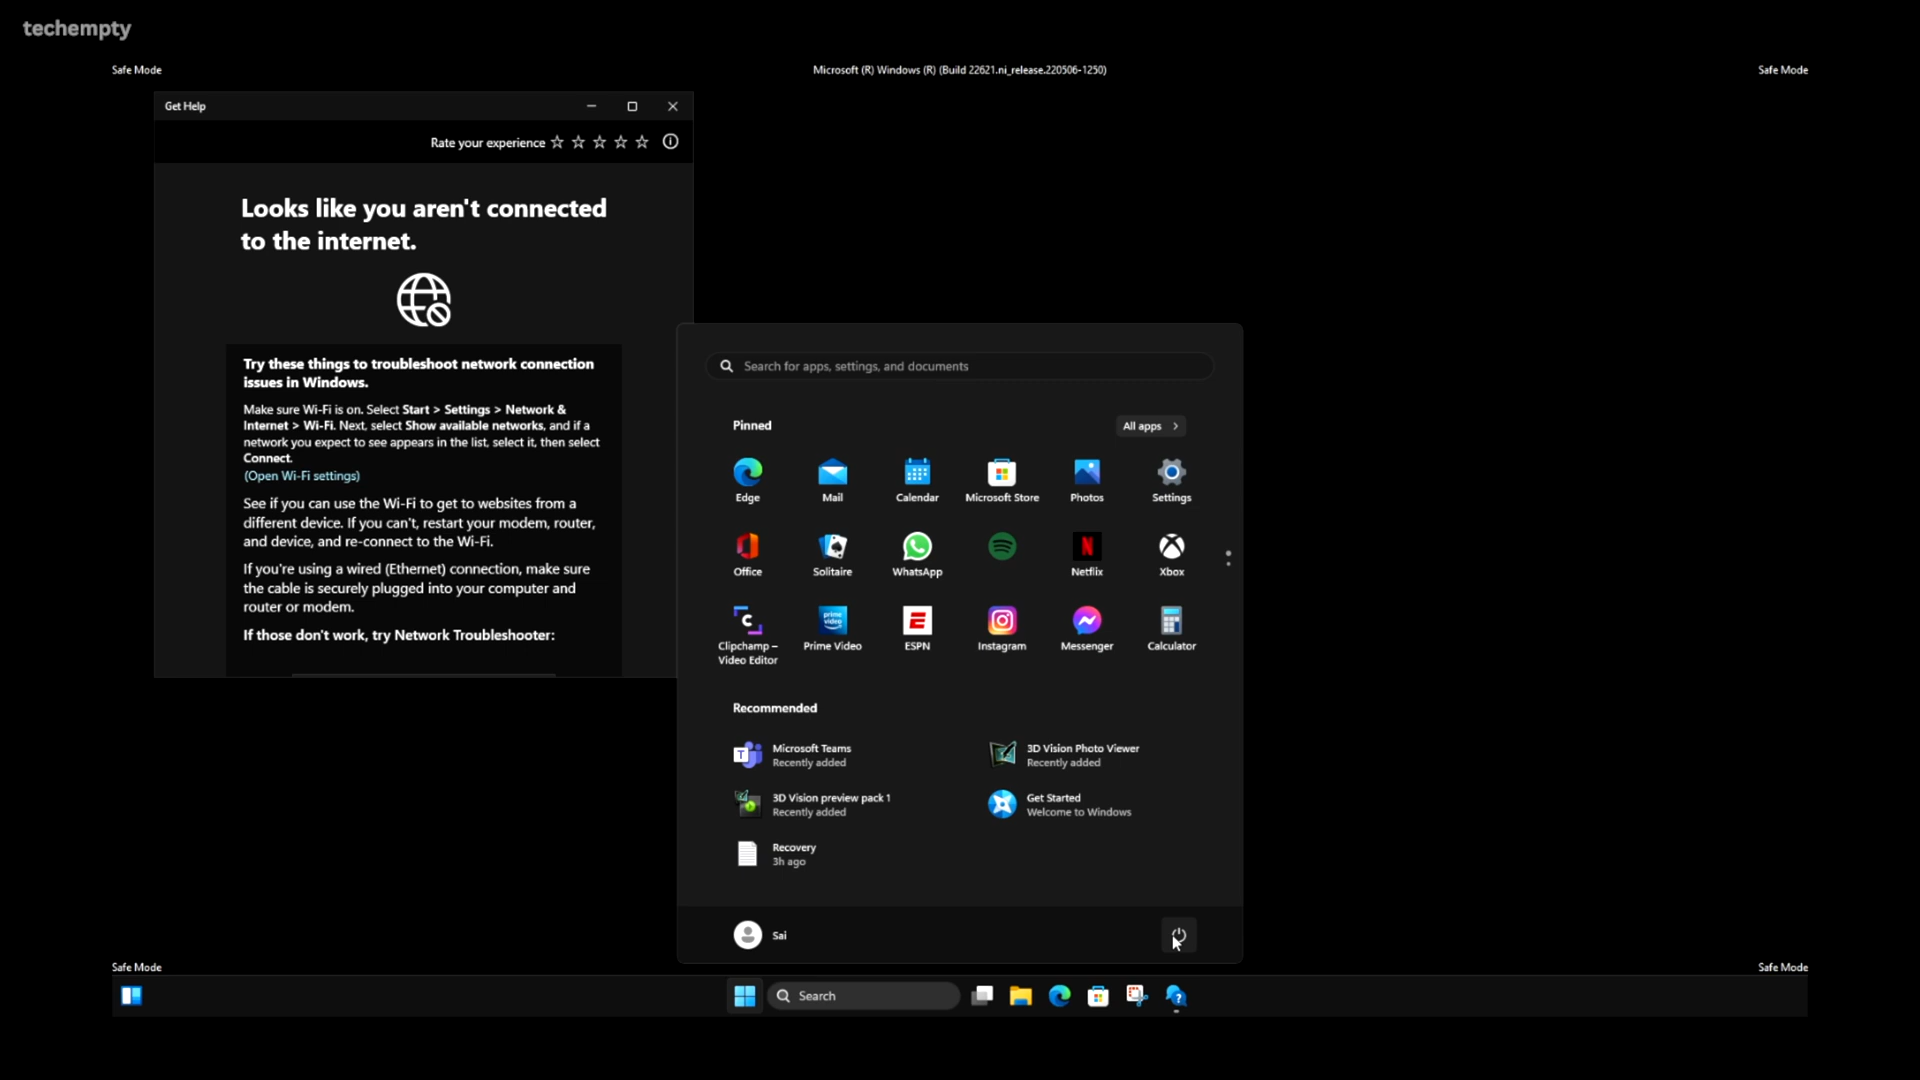 techempty
Safe Mode
Microsoft (R) Windows (R) (Build 22621.ni_release.220506-1250)
Safe Mode
Get Help
Rate your experience
Looks like you aren't connected
to the internet.
Try these things to troubleshoot network connection
issues in Windows.
Make sure Wi-Fi is on. Select Start > Settings > Network &
Internet > Wi-Fi. Next, select Show available networks, and if a
network you expect to see appears in the list, select it, then select
Connect.
(Open Wi-Fi settings)
See if you can use the Wi-Fi to get to websites from a
different device. If you can't, restart your modem, router,
and device, and re-connect to the Wi-Fi.
If you're using a wired (Ethernet) connection, make sure
the cable is securely plugged into your computer and
router or modem.
If those don't work, try Network Troubleshooter:
Search for apps, settings, and documents
Pinned
All apps >
Edge
Mail
Calendar
Microsoft Store
Photos
Settings
Office
Solitaire
WhatsApp
N
Netflix
Xbox
C
Clipchamp –
Video Editor
prime
video
Prime Video
E
ESPN
Instagram
Messenger
Calculator
Recommended
T
Microsoft Teams
Recently added
3D Vision Photo Viewer
Recently added
3D Vision preview pack 1
Recently added
Get Started
Welcome to Windows
Recovery
3h ago
Sai
Safe Mode
Safe Mode
Search